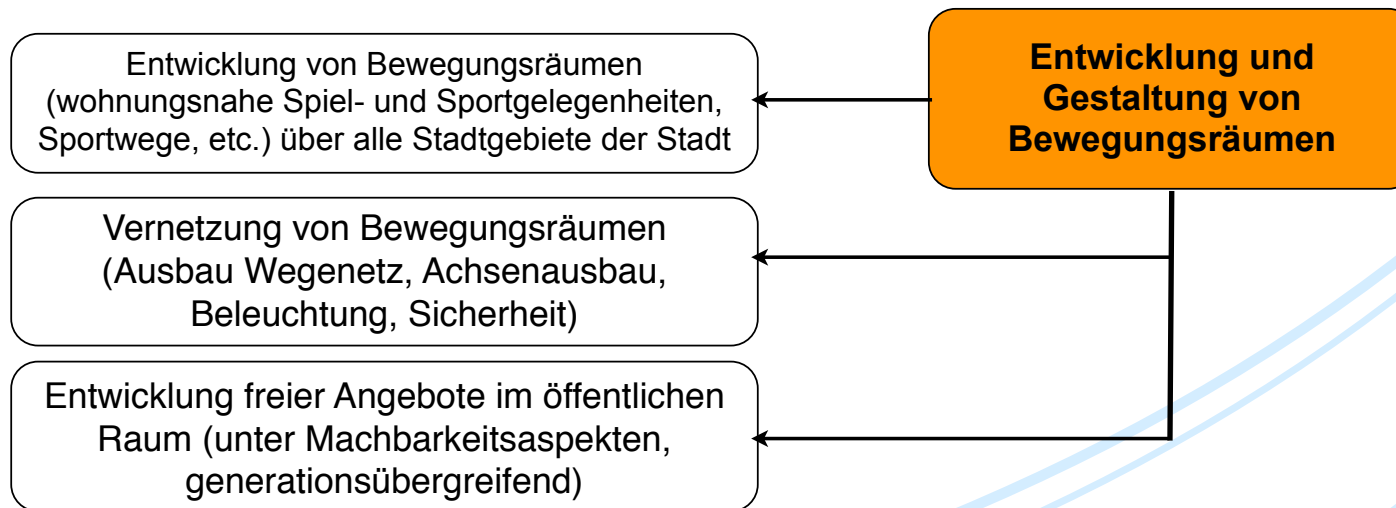 Entwicklung von Bewegungsräumen
(wohnungsnahe Spiel- und Sportgelegenheiten,
Sportwege, etc.) über alle Stadtgebiete der Stadt
Entwicklung und
Gestaltung von
Bewegungsräumen
Vernetzung von Bewegungsräumen
(Ausbau Wegenetz, Achsenausbau,
Beleuchtung, Sicherheit)
Entwicklung freier Angebote im öffentlichen
Raum (unter Machbarkeitsaspekten,
generationsübergreifend)